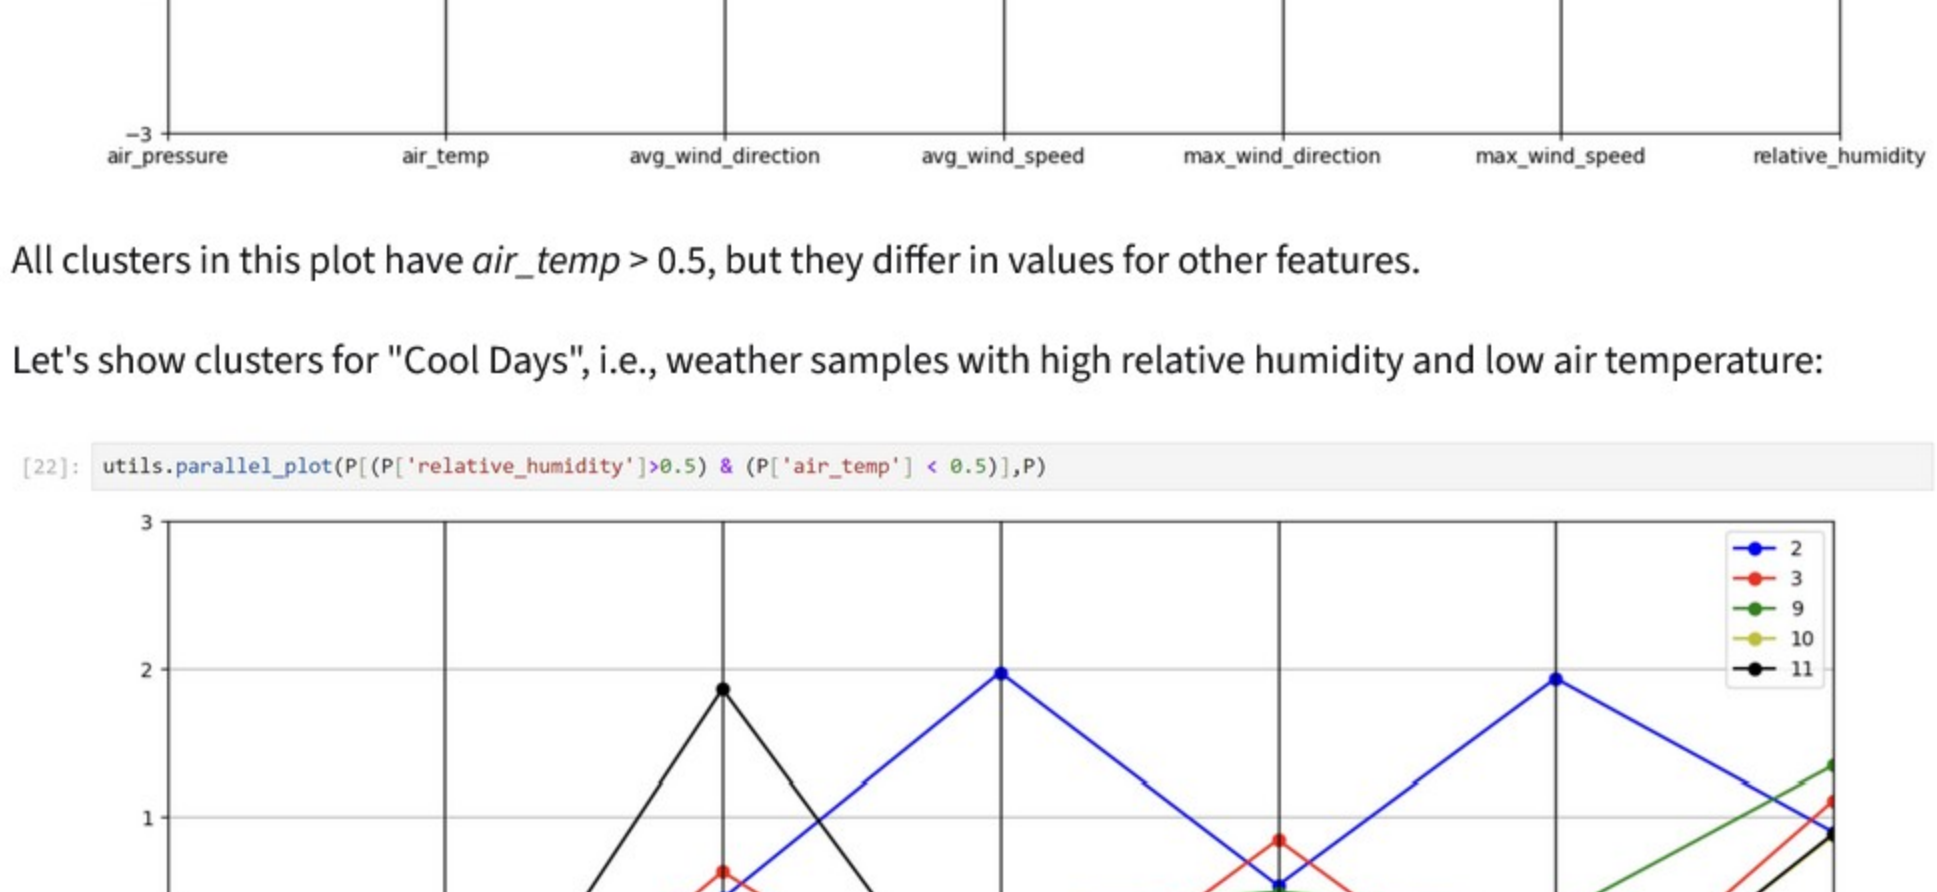 −3
air_pressure air_temp avg_wind_direction avg_wind_speed max_wind_direction max_wind_speed relative_humidity
All clusters in this plot have air_temp > 0.5, but they differ in values for other features.
Let's show clusters for "Cool Days", i.e., weather samples with high relative humidity and low air temperature:
[22]: utils.parallel_plot(P[(P['relative_humidity']>0.5) & (P['air_temp'] < 0.5)],P)
3
2
3
9
10
11
2
1